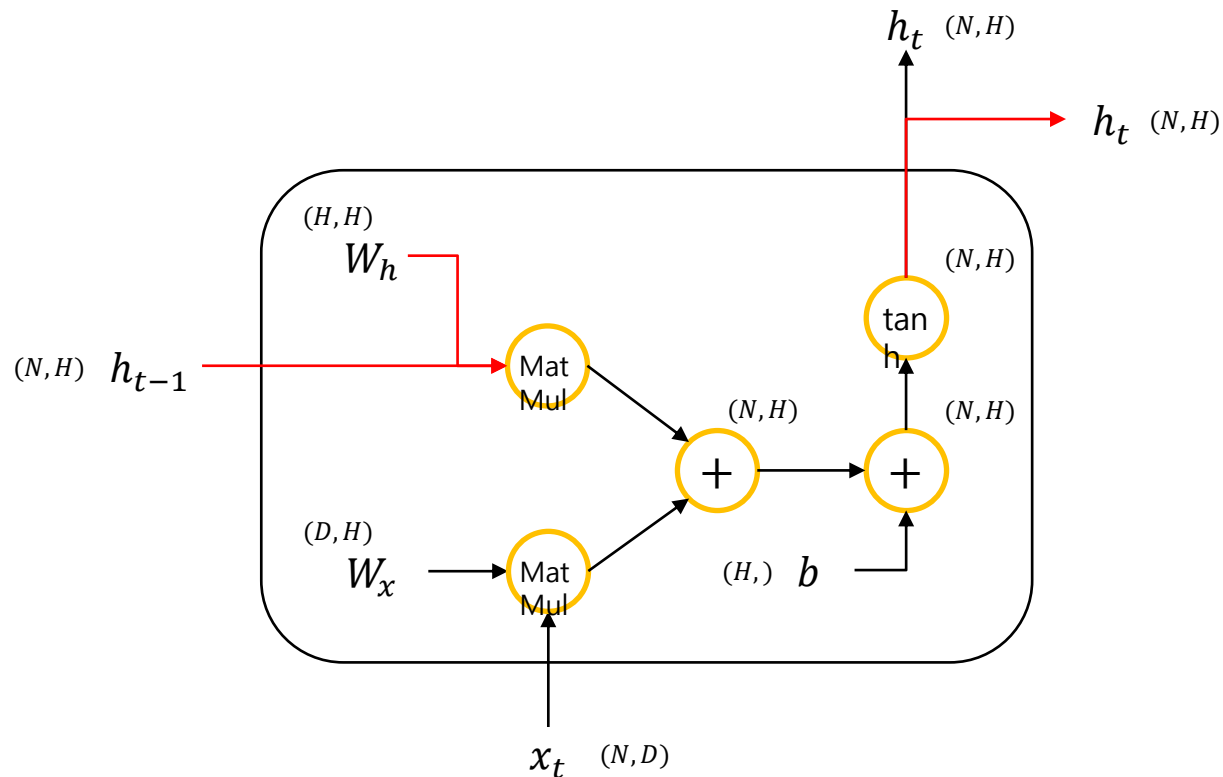 h_t (N, H)
h_t (N, H)
(H, H)
W_h
(N, H)
tan
h
(N, H) h_{t−1}
Mat
Mul
(N, H)
(N, H)
+
+
(D, H)
W_x
Mat
Mul
(H,) b
x_t (N, D)